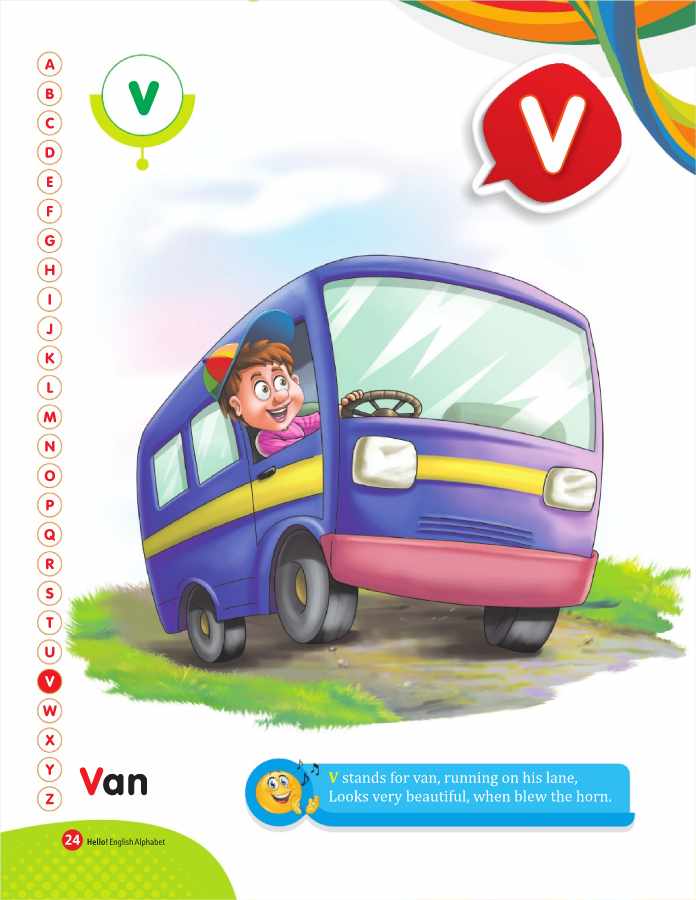 A
B
C
D
E
F
G
H
I
J
K
L
M
N
O
P
Q
R
S
T
U
V
W
X
Y
Z
v
V
Van
V stands for van, running on his lane,
Looks very beautiful, when blew the horn.
24 Hello! English Alphabet